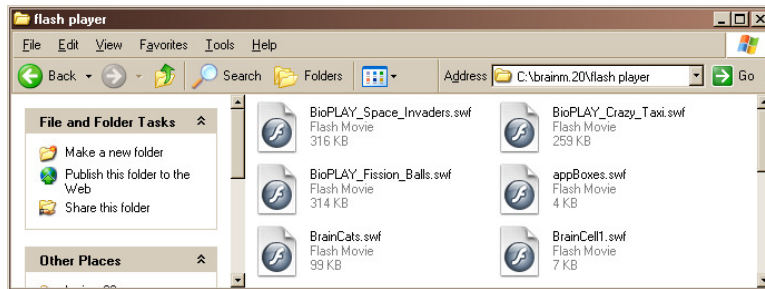 flash player
File Edit View Favorites Tools Help
Back Search Folders Address C:\brainm.20\flash player Go
File and Folder Tasks
Make a new folder
Publish this folder to the
Web
Share this folder
Other Places
BioPLAY_Space_Invaders.swf
Flash Movie
316 KB
BioPLAY_Crazy_Taxi.swf
Flash Movie
259 KB
BioPLAY_Fission_Balls.swf
Flash Movie
314 KB
appBoxes.swf
Flash Movie
4 KB
BrainCats.swf
Flash Movie
99 KB
BrainCell1.swf
Flash Movie
7 KB